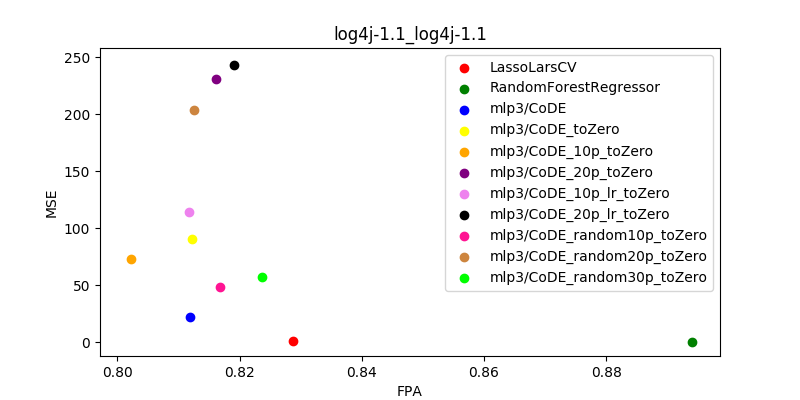 log4j-1.1_log4j-1.1
MSE
250
200
150
100
50
0
0.80
0.82
0.84
0.86
0.88
FPA
LassoLarsCV
RandomForestRegressor
mlp3/CoDE
mlp3/CoDE_toZero
mlp3/CoDE_10p_toZero
mlp3/CoDE_20p_toZero
mlp3/CoDE_10p_lr_toZero
mlp3/CoDE_20p_lr_toZero
mlp3/CoDE_random10p_toZero
mlp3/CoDE_random20p_toZero
mlp3/CoDE_random30p_toZero